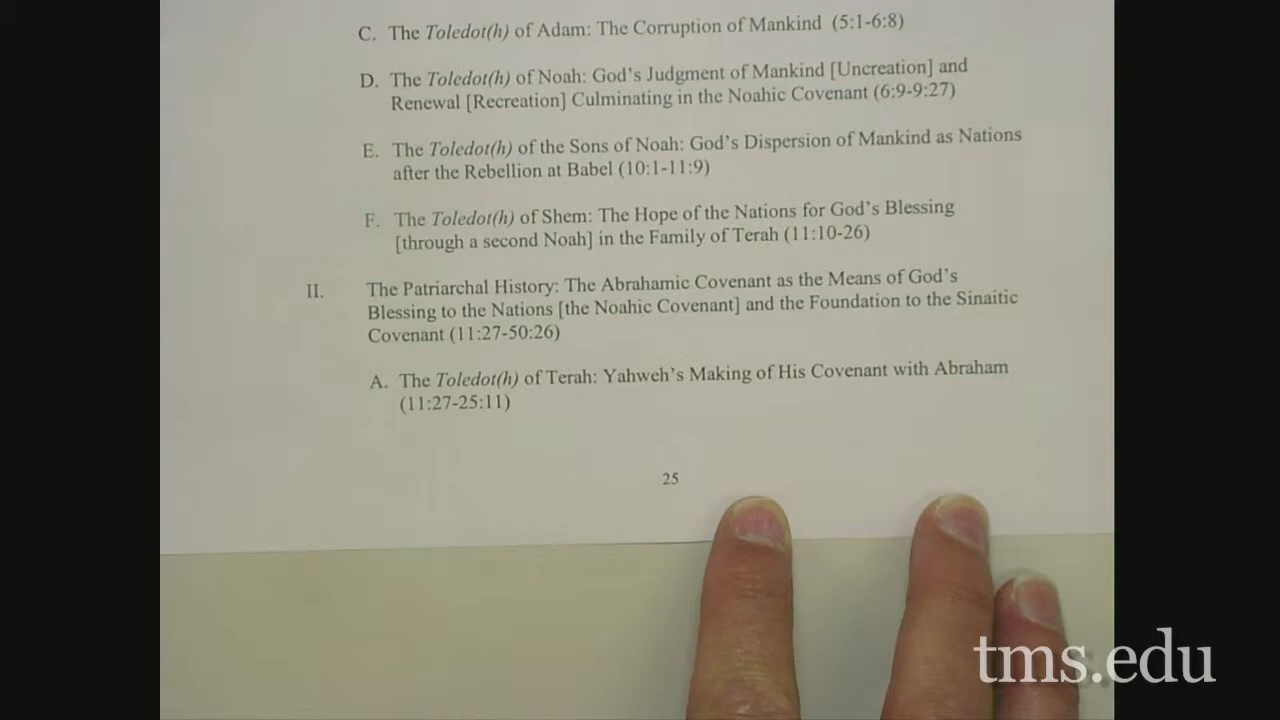 C. The Toledot(h) of Adam: The Corruption of Mankind (5:1-6:8)
D. The Toledot(h) of Noah: God's Judgment of Mankind [Uncreation] and
Renewal [Recreation] Culminating in the Noahic Covenant (6:9-9:27)
E. The Toledot(h) of the Sons of Noah: God's Dispersion of Mankind as Nations
after the Rebellion at Babel (10:1-11:9)
F. The Toledot(h) of Shem: The Hope of the Nations for God's Blessing
[through a second Noah] in the Family of Terah (11:10-26)
II. The Patriarchal History: The Abrahamic Covenant as the Means of God's
Blessing to the Nations [the Noahic Covenant] and the Foundation to the Sinaitic
Covenant (11:27-50:26)
A. The Toledot(h) of Terah: Yahweh's Making of His Covenant with Abraham
(11:27-25:11)
25
tms.edu